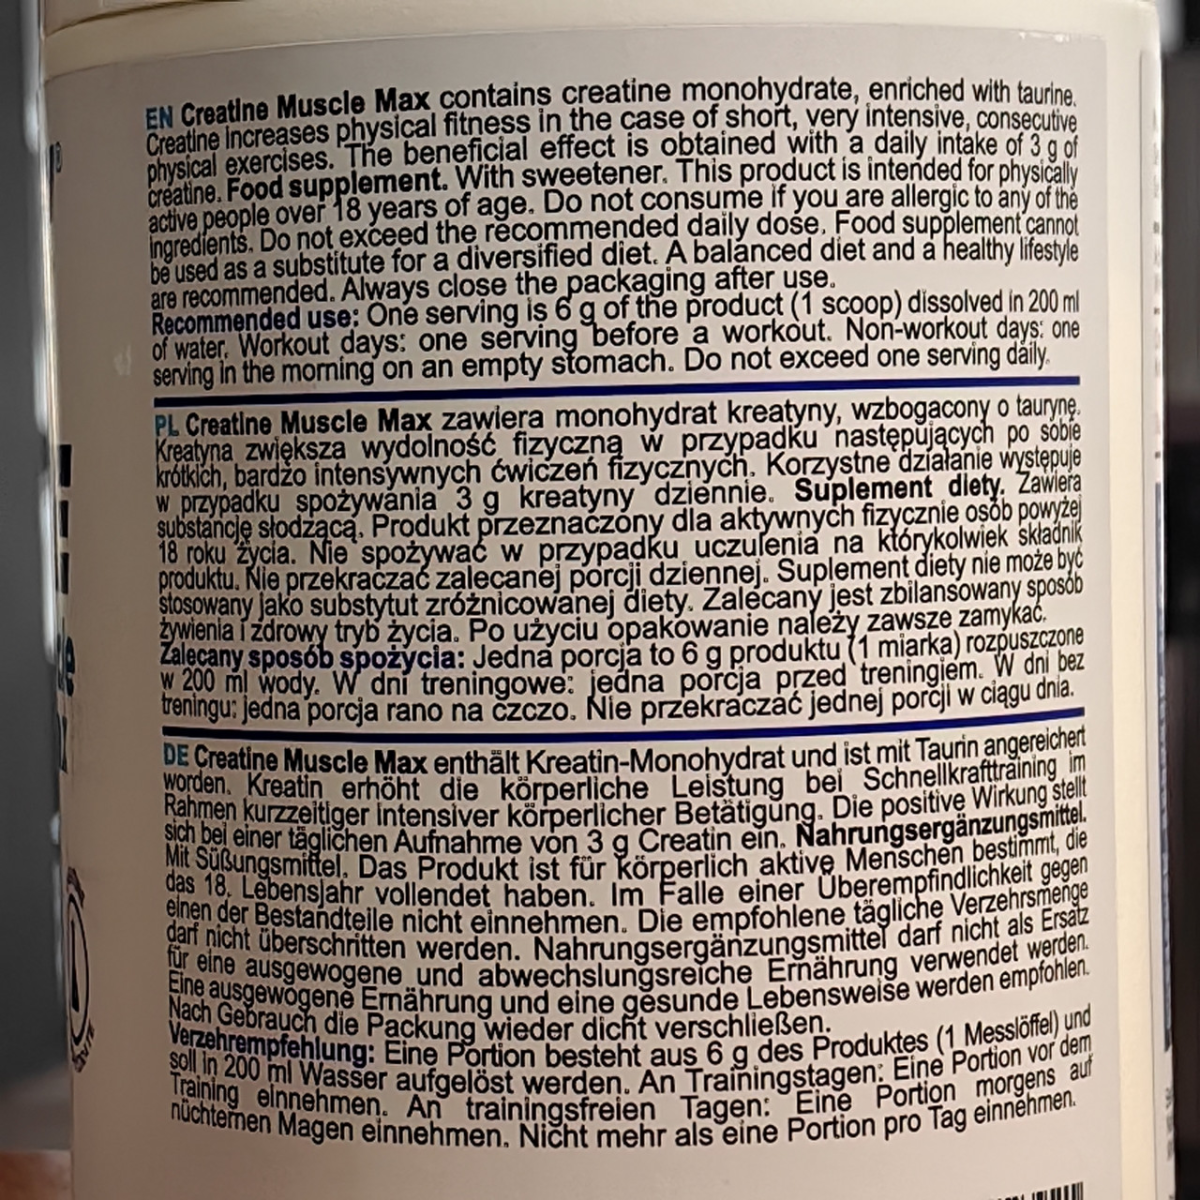 EN Creatine Muscle Max contains creatine monohydrate, enriched with taurine.
Creatine increases physical fitness in the case of short, very intensive, consecutive
physical exercises. The beneficial effect is obtained with a daily intake of 3 g of
creatine. Food supplement. With sweetener. This product is intended for physically
active people over 18 years of age. Do not consume if you are allergic to any of the
ingredients. Do not exceed the recommended daily dose. Food supplement cannot
be used as a substitute for a diversified diet. A balanced diet and a healthy lifestyle
are recommended. Always close the packaging after use.
Recommended use: One serving is 6 g of the product (1 scoop) dissolved in 200 ml
of water. Workout days: one serving before a workout. Non-workout days: one
serving in the morning on an empty stomach. Do not exceed one serving daily.
PL Creatine Muscle Max zawiera monohydrat kreatyny, wzbogacony o taurynę.
Kreatyna zwiększa wydolność fizyczną w przypadku następujących po sobie
krótkich, bardzo intensywnych ćwiczeń fizycznych. Korzystne działanie występuje
w przypadku spożywania 3 g kreatyny dziennie. Suplement diety. Zawiera
substancję słodzącą. Produkt przeznaczony dla aktywnych fizycznie osób powyżej
18 roku życia. Nie spożywać w przypadku uczulenia na którykolwiek składnik
produktu. Nie przekraczać zalecanej porcji dziennej. Suplement diety nie może być
stosowany jako substytut zróżnicowanej diety. Zalecany jest zbilansowany sposób
żywienia i zdrowy tryb życia. Po użyciu opakowanie należy zawsze zamykać.
Zalecany sposób spożycia: Jedna porcja to 6 g produktu (1 miarka) rozpuszczone
w 200 ml wody. W dni treningowe: jedna porcja przed treningiem. W dni bez
treningu: jedna porcja rano na czczo. Nie przekraczać jednej porcji w ciągu dnia.
DE Creatine Muscle Max enthält Kreatin-Monohydrat und ist mit Taurin angereichert
worden. Kreatin erhöht die körperliche Leistung bei Schnellkrafttraining im
Rahmen kurzzeitiger intensiver körperlicher Betätigung. Die positive Wirkung stellt
sich bei einer täglichen Aufnahme von 3 g Creatin ein. Nahrungsergänzungsmittel.
Mit Süßungsmittel. Das Produkt ist für körperlich aktive Menschen bestimmt, die
das 18. Lebensjahr vollendet haben. Im Falle einer Überempfindlichkeit gegen
einen der Bestandteile nicht einnehmen. Die empfohlene tägliche Verzehrsmenge
darf nicht überschritten werden. Nahrungsergänzungsmittel darf nicht als Ersatz
für eine ausgewogene und abwechslungsreiche Ernährung verwendet werden.
Eine ausgewogene Ernährung und eine gesunde Lebensweise werden empfohlen.
Nach Gebrauch die Packung wieder dicht verschließen.
Verzehrempfehlung: Eine Portion besteht aus 6 g des Produktes (1 Messlöffel) und
soll in 200 ml Wasser aufgelöst werden. An Trainingstagen: Eine Portion vor dem
Training einnehmen. An trainingsfreien Tagen: Eine Portion morgens auf
nüchternen Magen einnehmen. Nicht mehr als eine Portion pro Tag einnehmen.